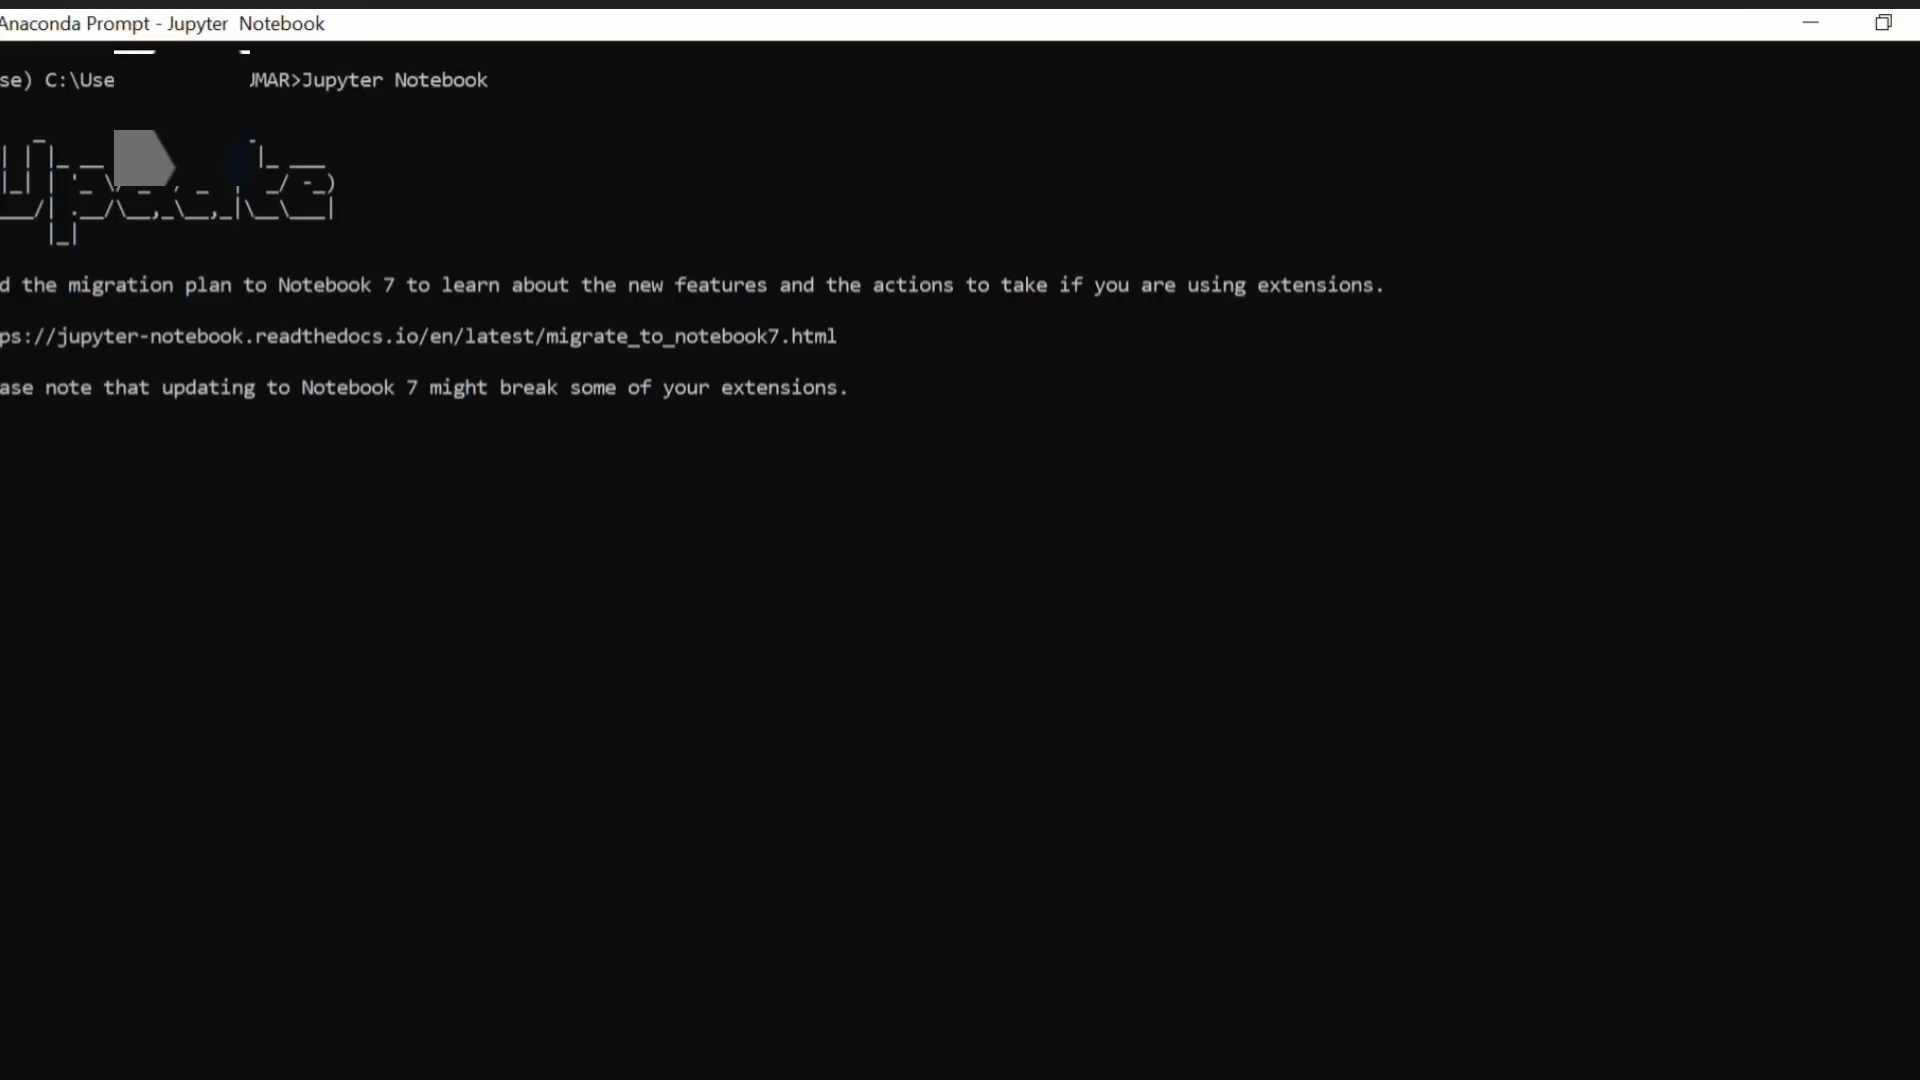 Anaconda Prompt - Jupyter Notebook
se) C:\Use MAR>Jupyter Notebook
Update
d the migration plan to Notebook 7 to learn about the new features and the actions to take if you are using extensions.
ps://jupyter-notebook.readthedocs.io/en/latest/migrate_to_notebook7.html
ase note that updating to Notebook 7 might break some of your extensions.